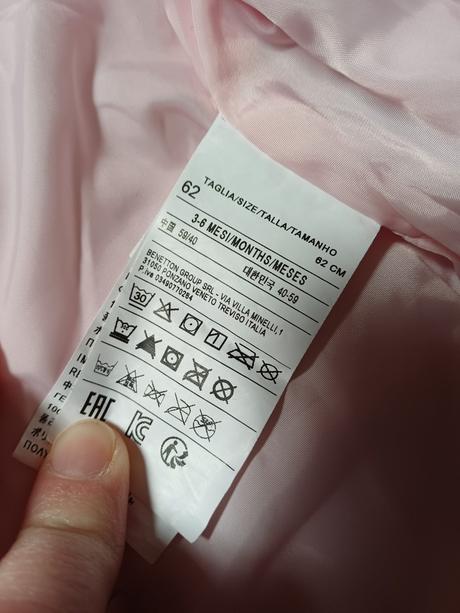 62 TAGLIA/SIZE/TALLA/TAMANHO 62 CM
3-6 MESI/MONTHS/MESES
中國 59/40 대한민국 40-59
BENETTON GROUP SRL - VIA VILLA MINELLI,1
31050 PONZANO VENETO TREVISO ITALIA
P.iva 03490770264
30
EAC